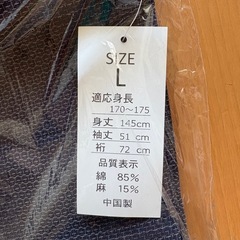 SIZE
L
適応身長
170～175
身丈 145cm
袖丈 51 cm
裄 72 cm
品質表示
綿 85%
麻 15%
中国製